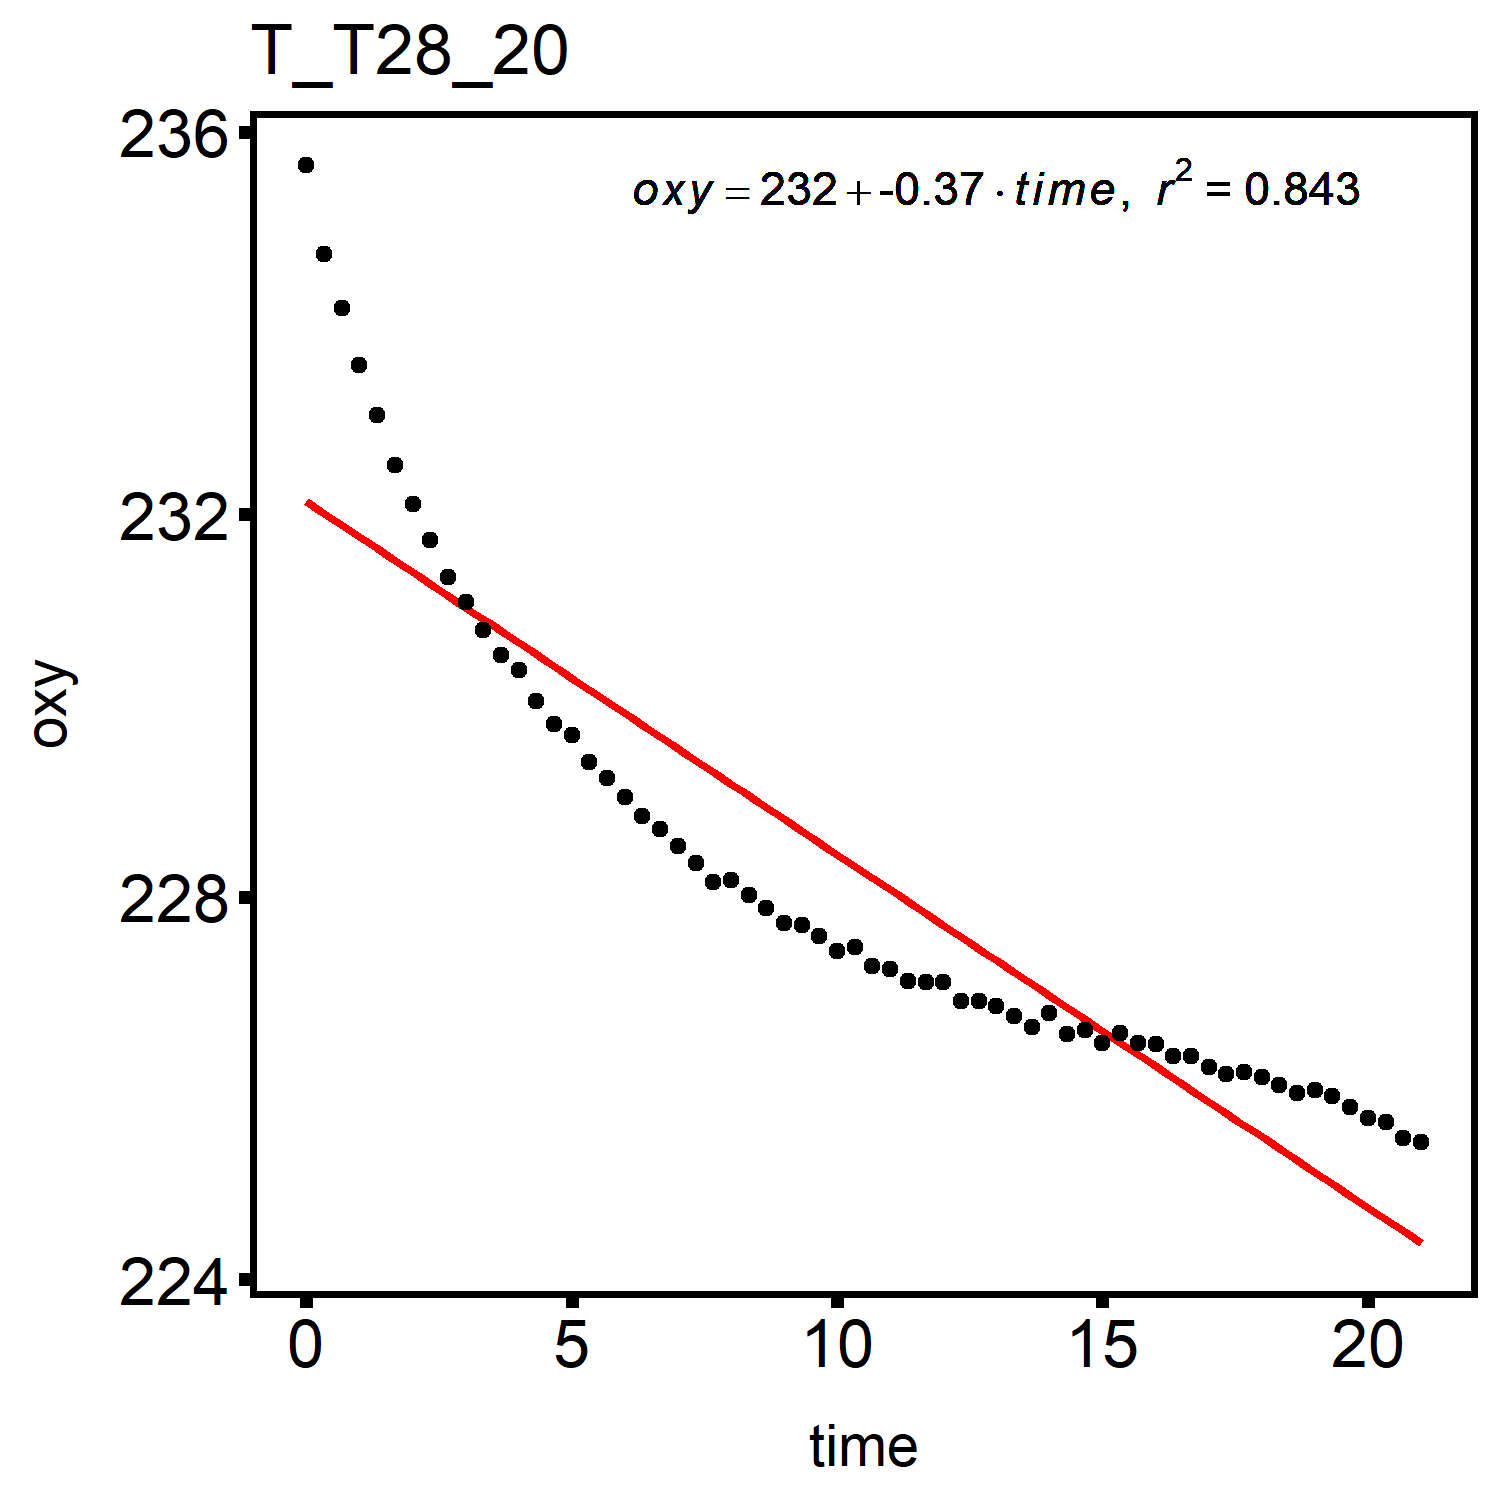 T_T28_20
oxy = 232 + -0.37 · time, r² = 0.843
236
232
228
224
oxy
0 5 10 15 20
time